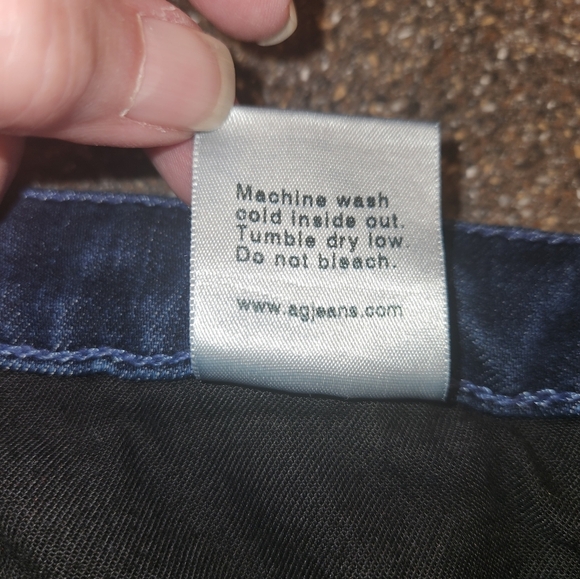 Machine wash
cold inside out.
Tumble dry low.
Do not bleach.
www.agjeans.com